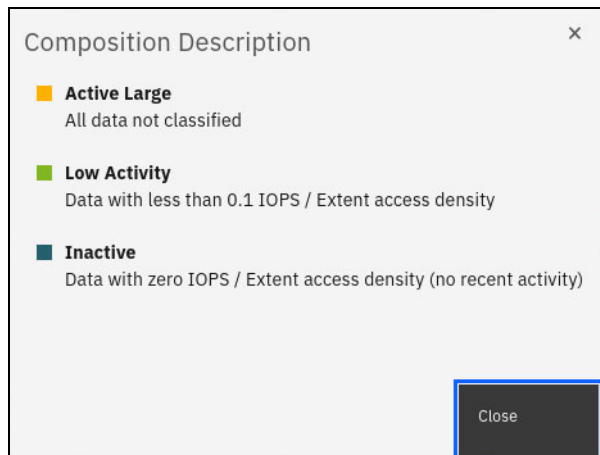 Composition Description
×
Active Large
All data not classified
Low Activity
Data with less than 0.1 IOPS / Extent access density
Inactive
Data with zero IOPS / Extent access density (no recent activity)
Close